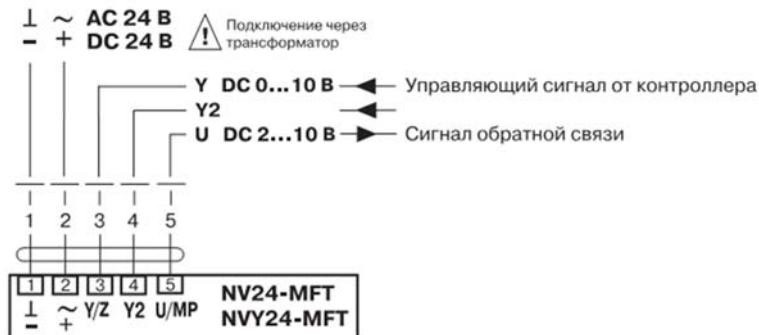 ⊥ ~ AC 24 В
− + DC 24 В
Подключение через
трансформатор
Y DC 0...10 В Управляющий сигнал от контроллера
Y2
U DC 2...10 В Сигнал обратной связи
1 2 3 4 5
1 2 3 4 5
⊥ ~ Y/Z Y2 U/MP
− +
NV24-MFT
NVY24-MFT